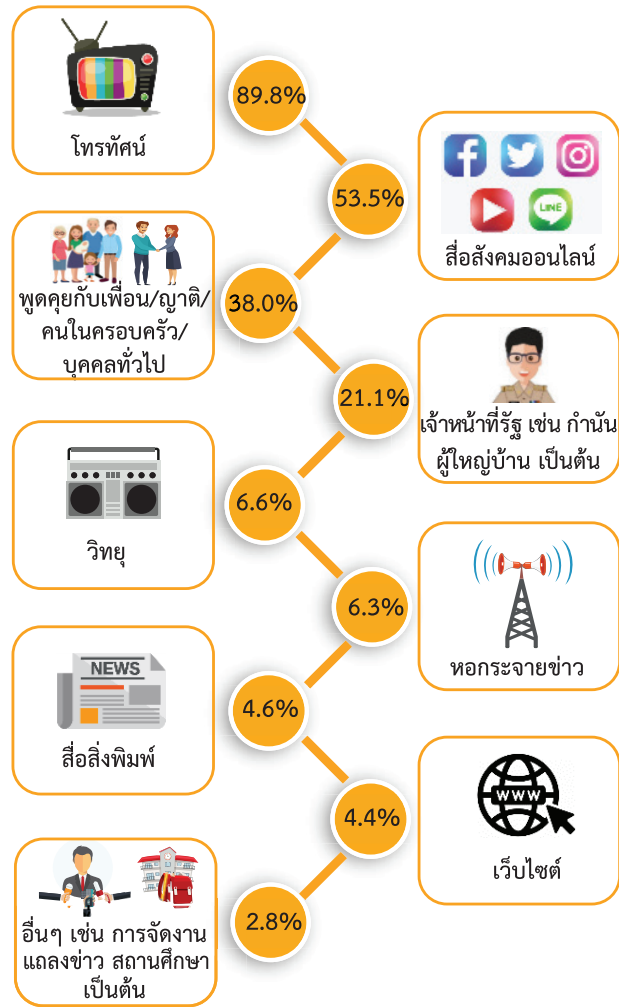 89.8%
โทรทัศน์
53.5%
LINE
สื่อสังคมออนไลน์
38.0%
พูดคุยกับเพื่อน/ญาติ/
คนในครอบครัว/
บุคคลทั่วไป
21.1%
เจ้าหน้าที่รัฐ เช่น กำนัน
ผู้ใหญ่บ้าน เป็นต้น
6.6%
วิทยุ
6.3%
หอกระจายข่าว
NEWS
4.6%
สื่อสิ่งพิมพ์
4.4%
WWW
เว็บไซต์
2.8%
อื่นๆ เช่น การจัดงาน
แถลงข่าว สถานศึกษา
เป็นต้น